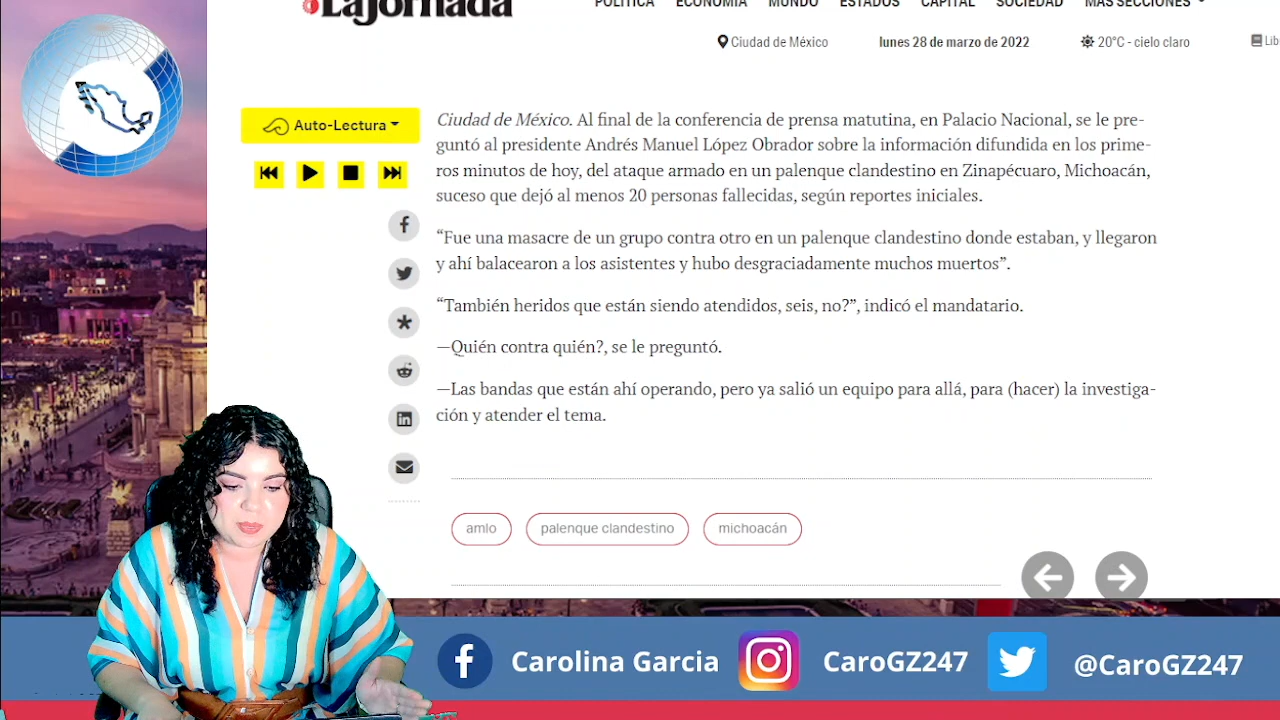 LaJornada
POLÍTICA ECONOMÍA MUNDO ESTADOS CAPITAL SOCIEDAD MÁS SECCIONES
Ciudad de México lunes 28 de marzo de 2022 20°C - cielo claro Lib
Auto-Lectura
Ciudad de México. Al final de la conferencia de prensa matutina, en Palacio Nacional, se le pre-
guntó al presidente Andrés Manuel López Obrador sobre la información difundida en los prime-
ros minutos de hoy, del ataque armado en un palenque clandestino en Zinapécuaro, Michoacán,
suceso que dejó al menos 20 personas fallecidas, según reportes iniciales.
“Fue una masacre de un grupo contra otro en un palenque clandestino donde estaban, y llegaron
y ahí balacearon a los asistentes y hubo desgraciadamente muchos muertos”.
“También heridos que están siendo atendidos, seis, no?”, indicó el mandatario.
—Quién contra quién?, se le preguntó.
—Las bandas que están ahí operando, pero ya salió un equipo para allá, para (hacer) la investiga-
ción y atender el tema.
amlo palenque clandestino michoacán
Carolina Garcia CaroGZ247 @CaroGZ247